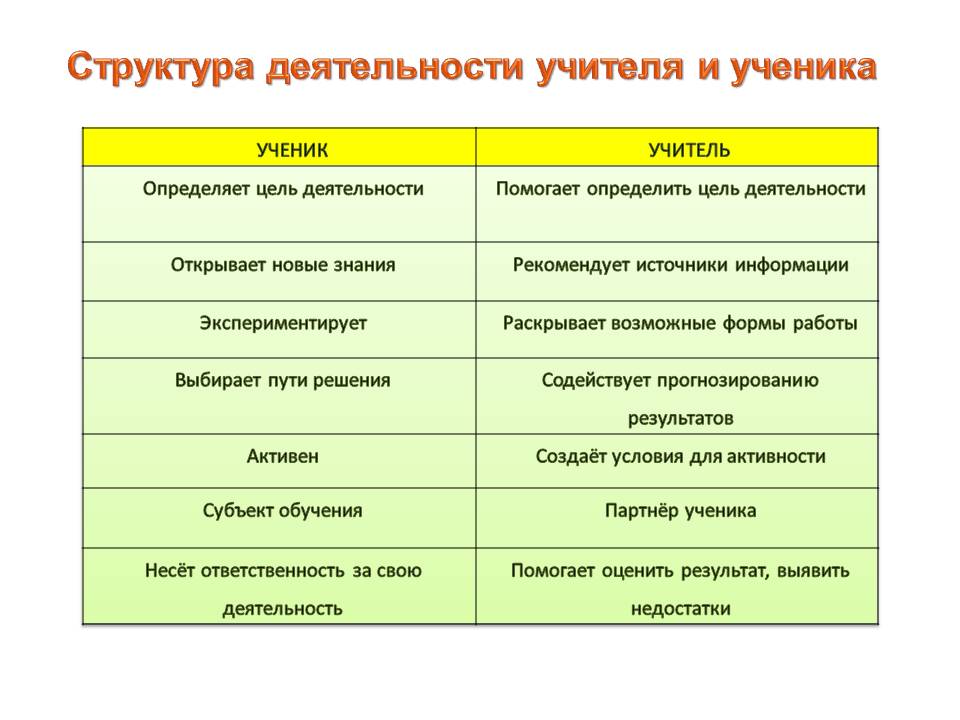 Структура деятельности учителя и ученика
УЧЕНИК
УЧИТЕЛЬ
Определяет цель деятельности
Помогает определить цель деятельности
Открывает новые знания
Рекомендует источники информации
Экспериментирует
Раскрывает возможные формы работы
Выбирает пути решения
Содействует прогнозированию
результатов
Активен
Создаёт условия для активности
Субъект обучения
Партнёр ученика
Несёт ответственность за свою
деятельность
Помогает оценить результат, выявить
недостатки